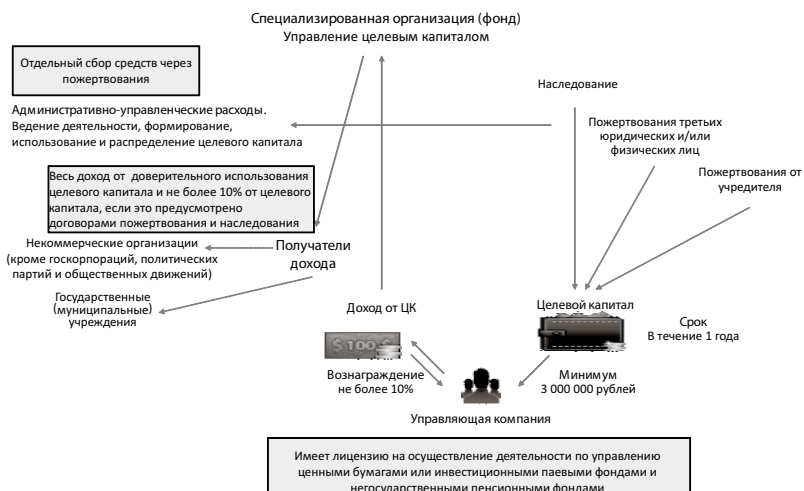 Специализированная организация (фонд)
Управление целевым капиталом
Отдельный сбор средств через
пожертвования
Наследование
Административно-управленческие расходы.
Ведение деятельности, формирование,
использование и распределение целевого капитала
Пожертвования третьих
юридических и/или
физических лиц
Пожертвования от
учредителя
Весь доход от доверительного использования
целевого капитала и не более 10% от целевого
капитала, если это предусмотрено
договорами пожертвования и наследования
Некоммерческие организации
(кроме госкорпораций, политических
партий и общественных движений)
Получатели
дохода
Государственные
(муниципальные)
учреждения
Доход от ЦК
$100
Целевой капитал
Срок
В течение 1 года
Вознаграждение
не более 10%
Минимум
3 000 000 рублей
Управляющая компания
Имеет лицензию на осуществление деятельности по управлению
ценными бумагами или инвестиционными паевыми фондами и
негосударственными пенсионными фондами